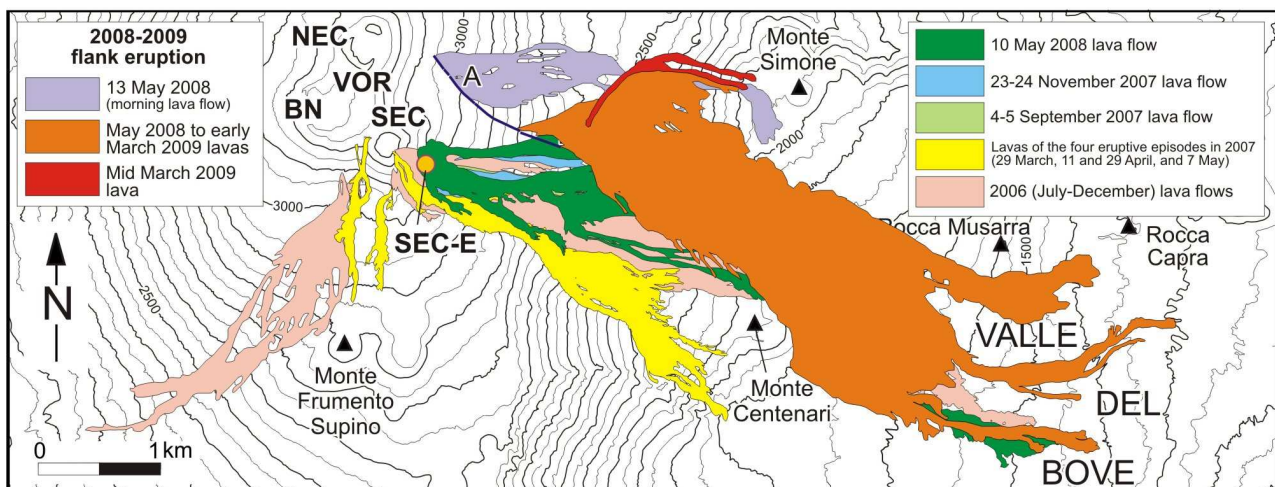 2008-2009
flank eruption
13 May 2008
(morning lava flow)
May 2008 to early
March 2009 lavas
Mid March 2009
lava
10 May 2008 lava flow
23-24 November 2007 lava flow
4-5 September 2007 lava flow
Lavas of the four eruptive episodes in 2007
(29 March, 11 and 29 April, and 7 May)
2006 (July-December) lava flows
NEC
VOR
BN
SEC
SEC-E
A
3000
2500
Monte
Simone
2000
3000
2500
N
Monte
Frumento
Supino
0 1km
Monte
Centenari
Rocca Musarra
1500
Rocca
Capra
VALLE
DEL
BOVE